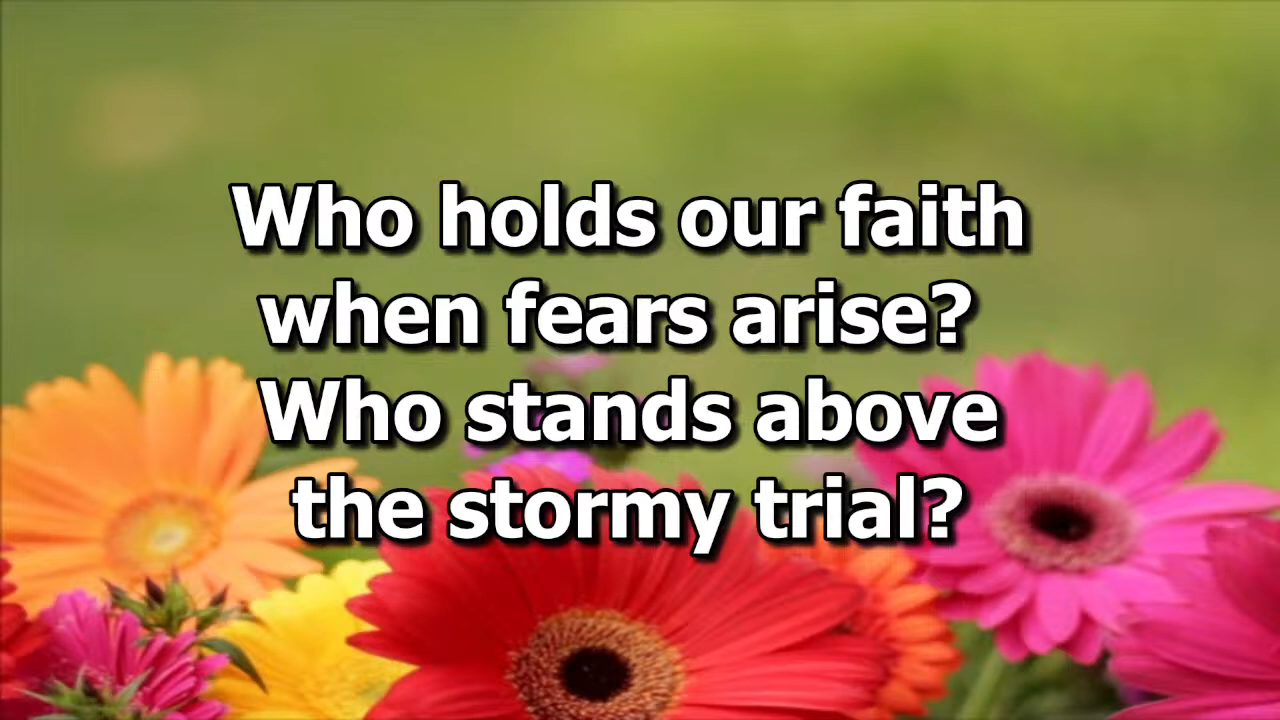 Who holds our faith
when fears arise?
Who stands above
the stormy trial?